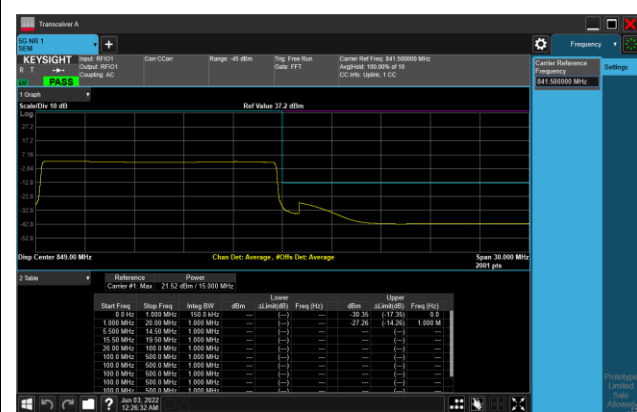 Transceiver A
5G NR 1
SEM
Frequency
KEYSIGHT
Input: RFIO1
Corr CCorr
Range: -45 dBm
Trig: Free Run
Carrier Ref Freq: 841.500000 MHz
R T
Output: RFIO1
Gate: FFT
Avg|Hold: 100.00% of 10
Coupling: AC
CC Info: Uplink, 1 CC
PASS
Carrier Reference
Frequency
841.500000 MHz
Settings
1 Graph
Scale/Div 10 dB
Ref Value 37.2 dBm
Log
27.2
17.2
7.16
-2.84
-12.8
-22.8
-32.8
-42.8
-52.8
Disp Center 849.00 MHz
Chan Det: Average , #Offs Det: Average
Span 30.000 MHz
2001 pts
2 Table
Reference Power
Carrier #1: Max 21.52 dBm / 15.000 MHz
Lower Upper
Start Freq Stop Freq Integ BW dBm ΔLimit(dB) Freq (Hz) dBm ΔLimit(dB) Freq (Hz)
0.0 Hz 1.000 MHz 150.0 kHz --- (---) --- -30.35 (-17.35) 0.0
1.000 MHz 20.00 MHz 1.000 MHz --- (---) --- -27.26 (-14.26) 1.000 M
5.500 MHz 14.50 MHz 1.000 MHz --- (---) --- --- (---) ---
15.50 MHz 19.50 MHz 1.000 MHz --- (---) --- --- (---) ---
20.00 MHz 100.0 MHz 1.000 MHz --- (---) --- --- (---) ---
100.0 MHz 500.0 MHz 1.000 MHz --- (---) --- --- (---) ---
100.0 MHz 500.0 MHz 1.000 MHz --- (---) --- --- (---) ---
100.0 MHz 500.0 MHz 1.000 MHz --- (---) --- --- (---) ---
100.0 MHz 500.0 MHz 1.000 MHz --- (---) --- --- (---) ---
Prototype
Limited
Sale
Allowed
Jun 03, 2022
12:26:32 AM